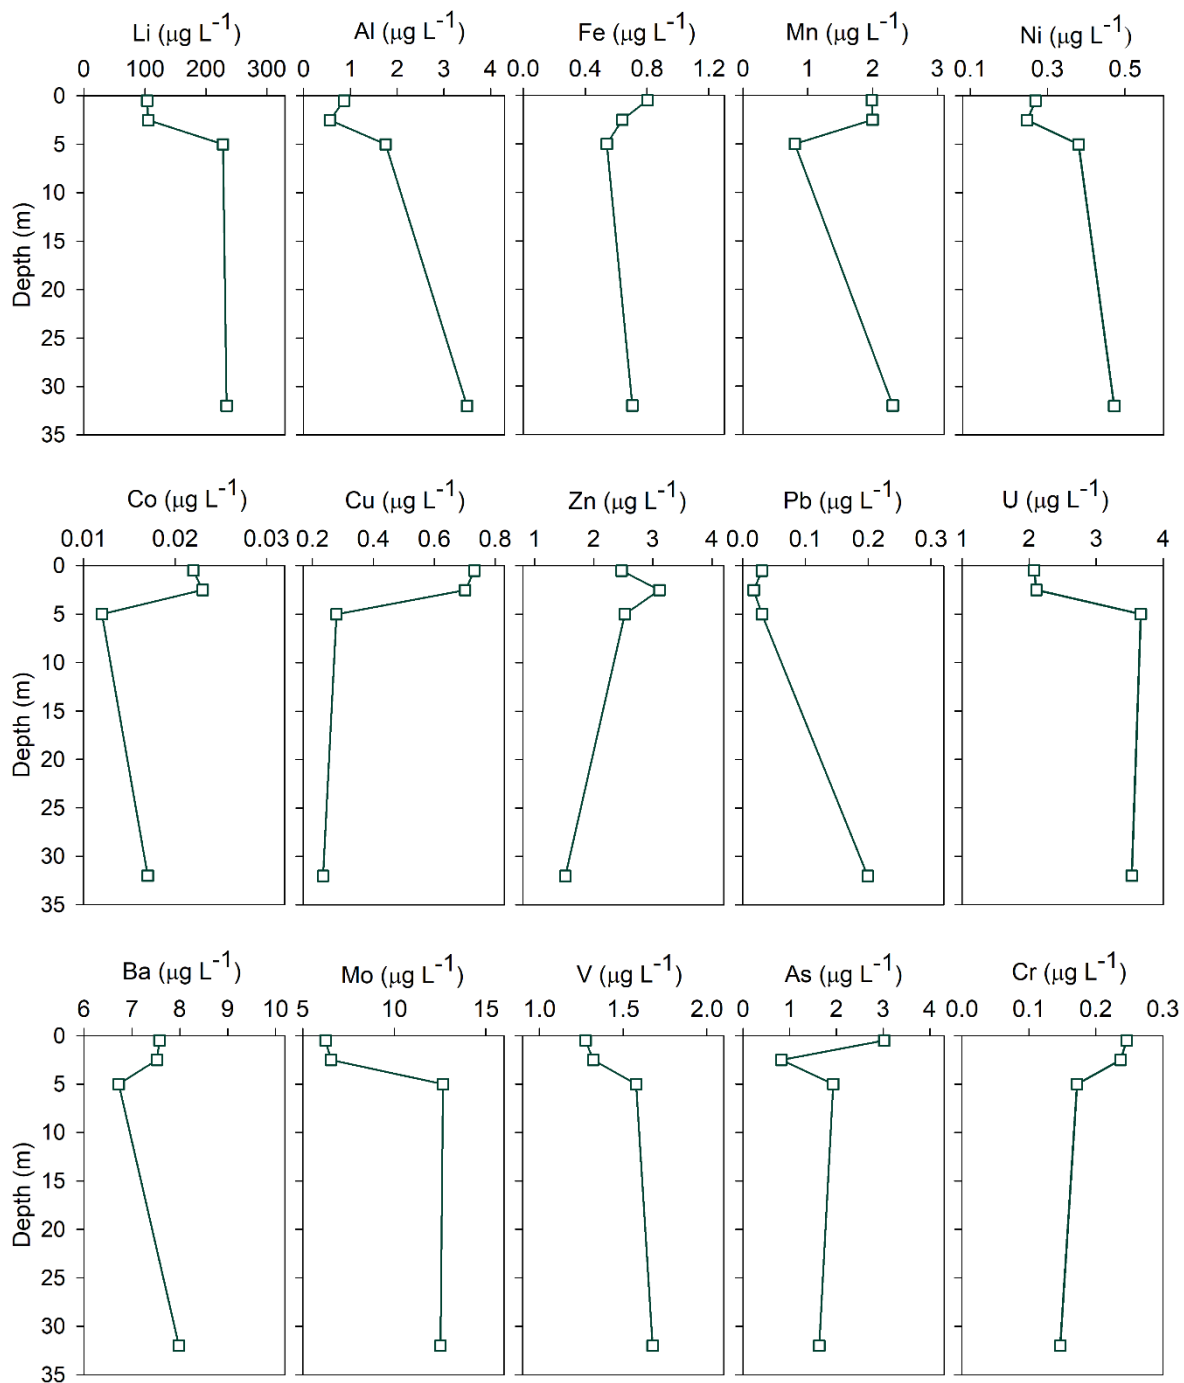 Li (μg L⁻¹) Al (μg L⁻¹) Fe (μg L⁻¹) Mn (μg L⁻¹) Ni (μg L⁻¹)
0 100 200 300 0 1 2 3 4 0.0 0.4 0.8 1.2 0 1 2 3 0.1 0.3 0.5
0
5
10
15
20
25
30
35
Depth (m)
Co (μg L⁻¹) Cu (μg L⁻¹) Zn (μg L⁻¹) Pb (μg L⁻¹) U (μg L⁻¹)
0.01 0.02 0.03 0.2 0.4 0.6 0.8 1 2 3 4 0.0 0.1 0.2 0.3 1 2 3 4
0
5
10
15
20
25
30
35
Depth (m)
Ba (μg L⁻¹) Mo (μg L⁻¹) V (μg L⁻¹) As (μg L⁻¹) Cr (μg L⁻¹)
6 7 8 9 10 5 10 15 1.0 1.5 2.0 0 1 2 3 4 0.0 0.1 0.2 0.3
0
5
10
15
20
25
30
35
Depth (m)